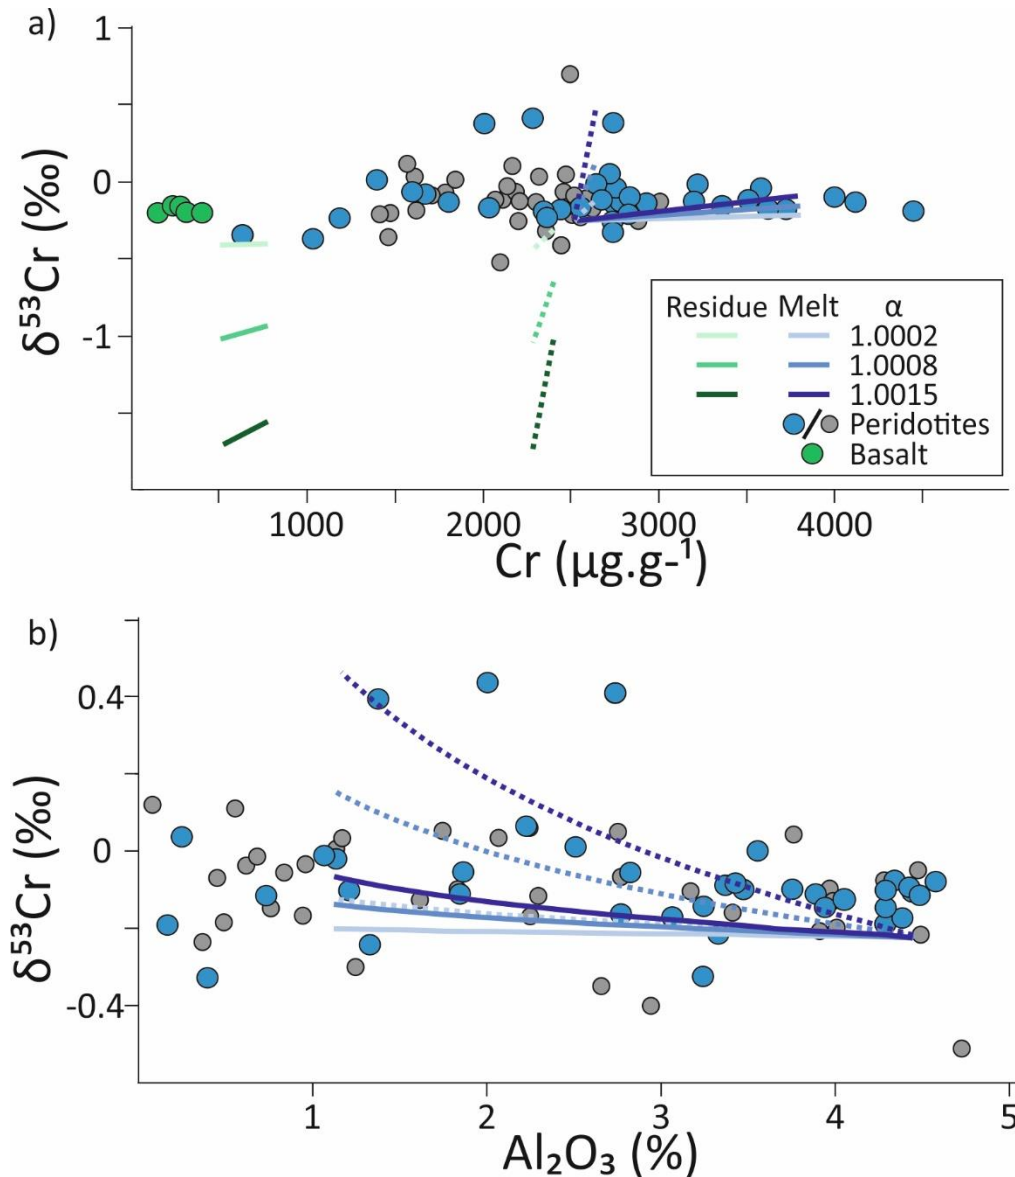 a)
1
0
-1
δ⁵³Cr (‰)
Residue Melt α
1.0002
1.0008
1.0015
Peridotites
Basalt
1000 2000 3000 4000
Cr (µg.g-¹)
b)
0.4
0
-0.4
δ⁵³Cr (‰)
1 2 3 4 5
Al₂O₃ (%)